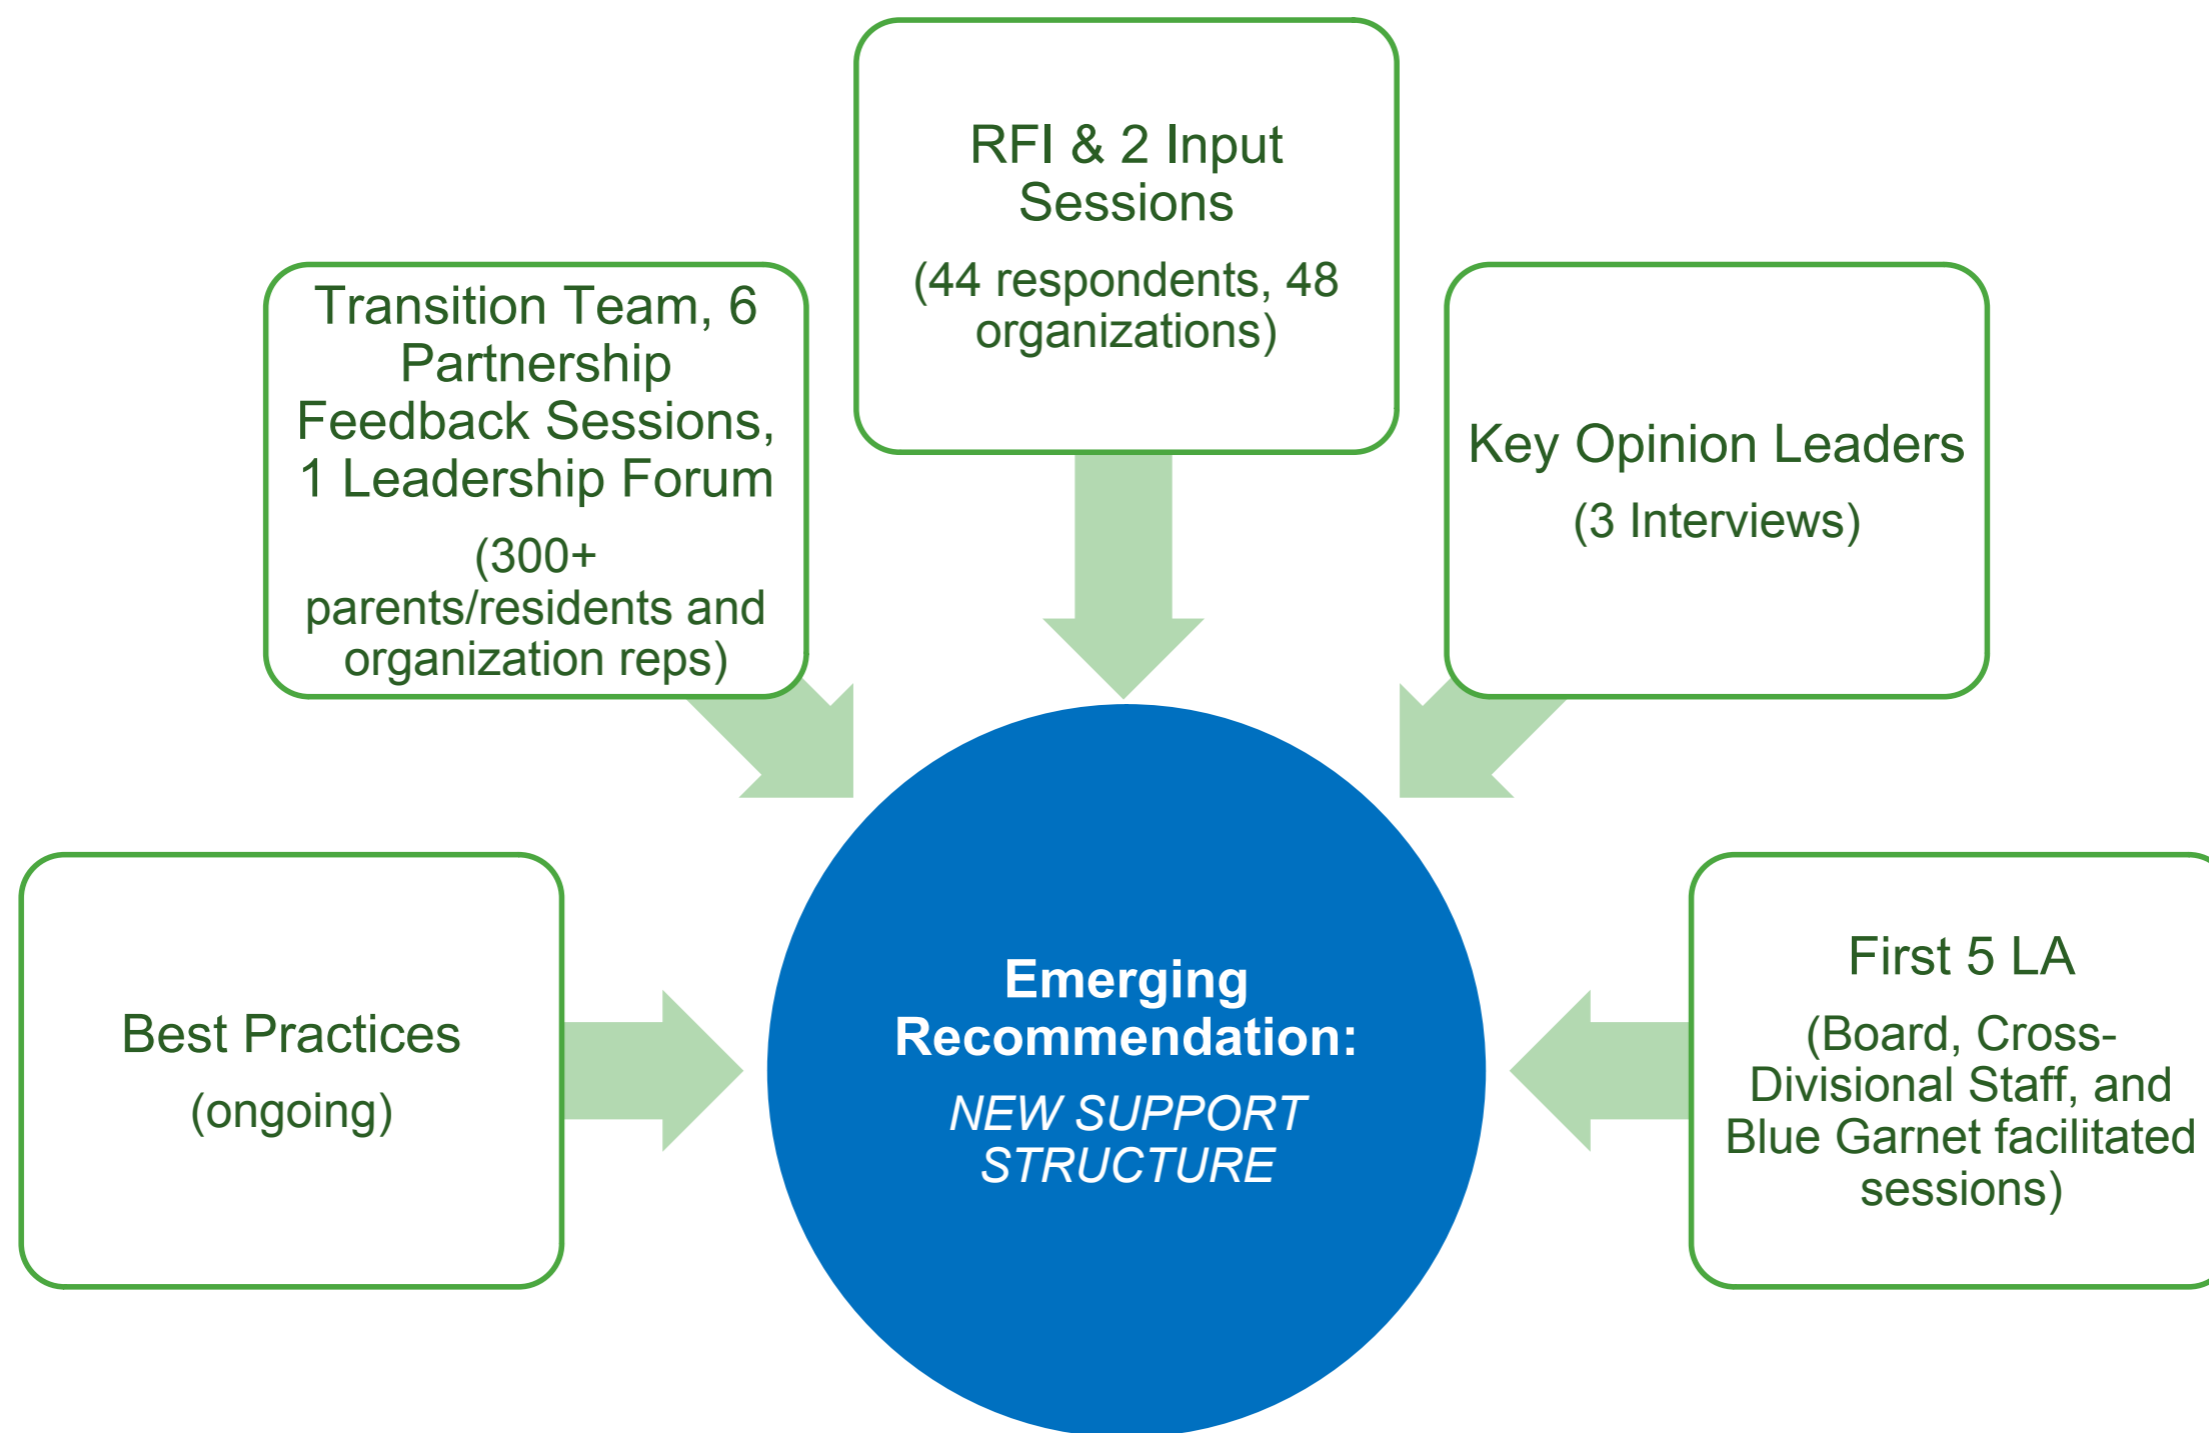 RFI & 2 Input
Sessions
(44 respondents, 48
organizations)
Transition Team, 6
Partnership
Feedback Sessions,
1 Leadership Forum
(300+
parents/residents and
organization reps)
Key Opinion Leaders
(3 Interviews)
Best Practices
(ongoing)
Emerging
Recommendation:
NEW SUPPORT
STRUCTURE
First 5 LA
(Board, Cross-
Divisional Staff, and
Blue Garnet facilitated
sessions)